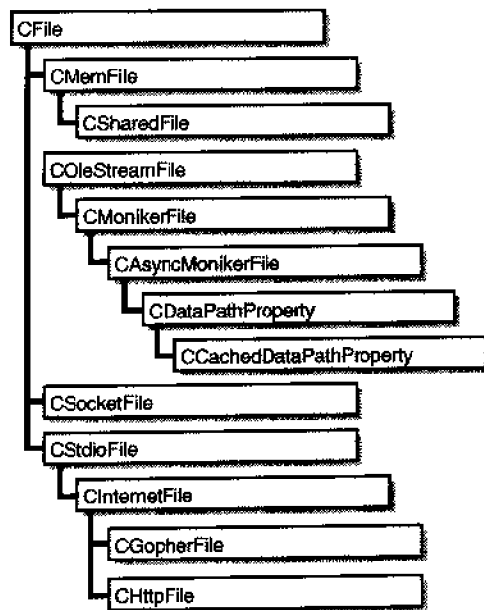 CFile
CMemFile
CSharedFile
COleStreamFile
CMonikerFile
CAsyncMonikerFile
CDataPathProperty
CCachedDataPathProperty
CSocketFile
CStdioFile
CInternetFile
CGopherFile
CHttpFile